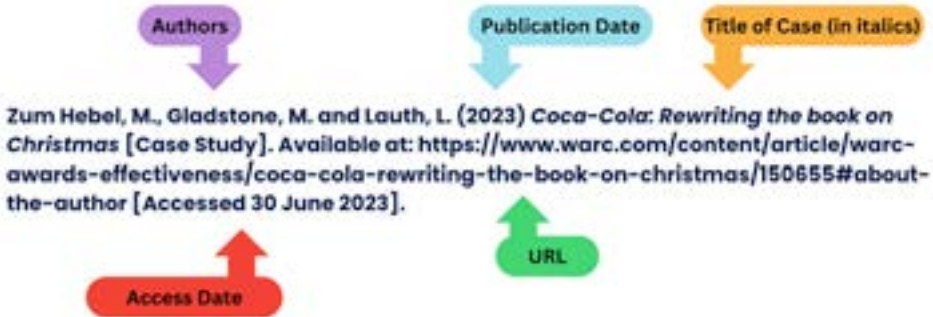 Authors
Publication Date
Title of Case (in italics)
Zum Hebel, M., Gladstone, M. and Lauth, L. (2023) Coca-Cola: Rewriting the book on
Christmas [Case Study]. Available at: https://www.warc.com/content/article/warc-
awards-effectiveness/coca-cola-rewriting-the-book-on-christmas/150655#about-
the-author [Accessed 30 June 2023].
URL
Access Date